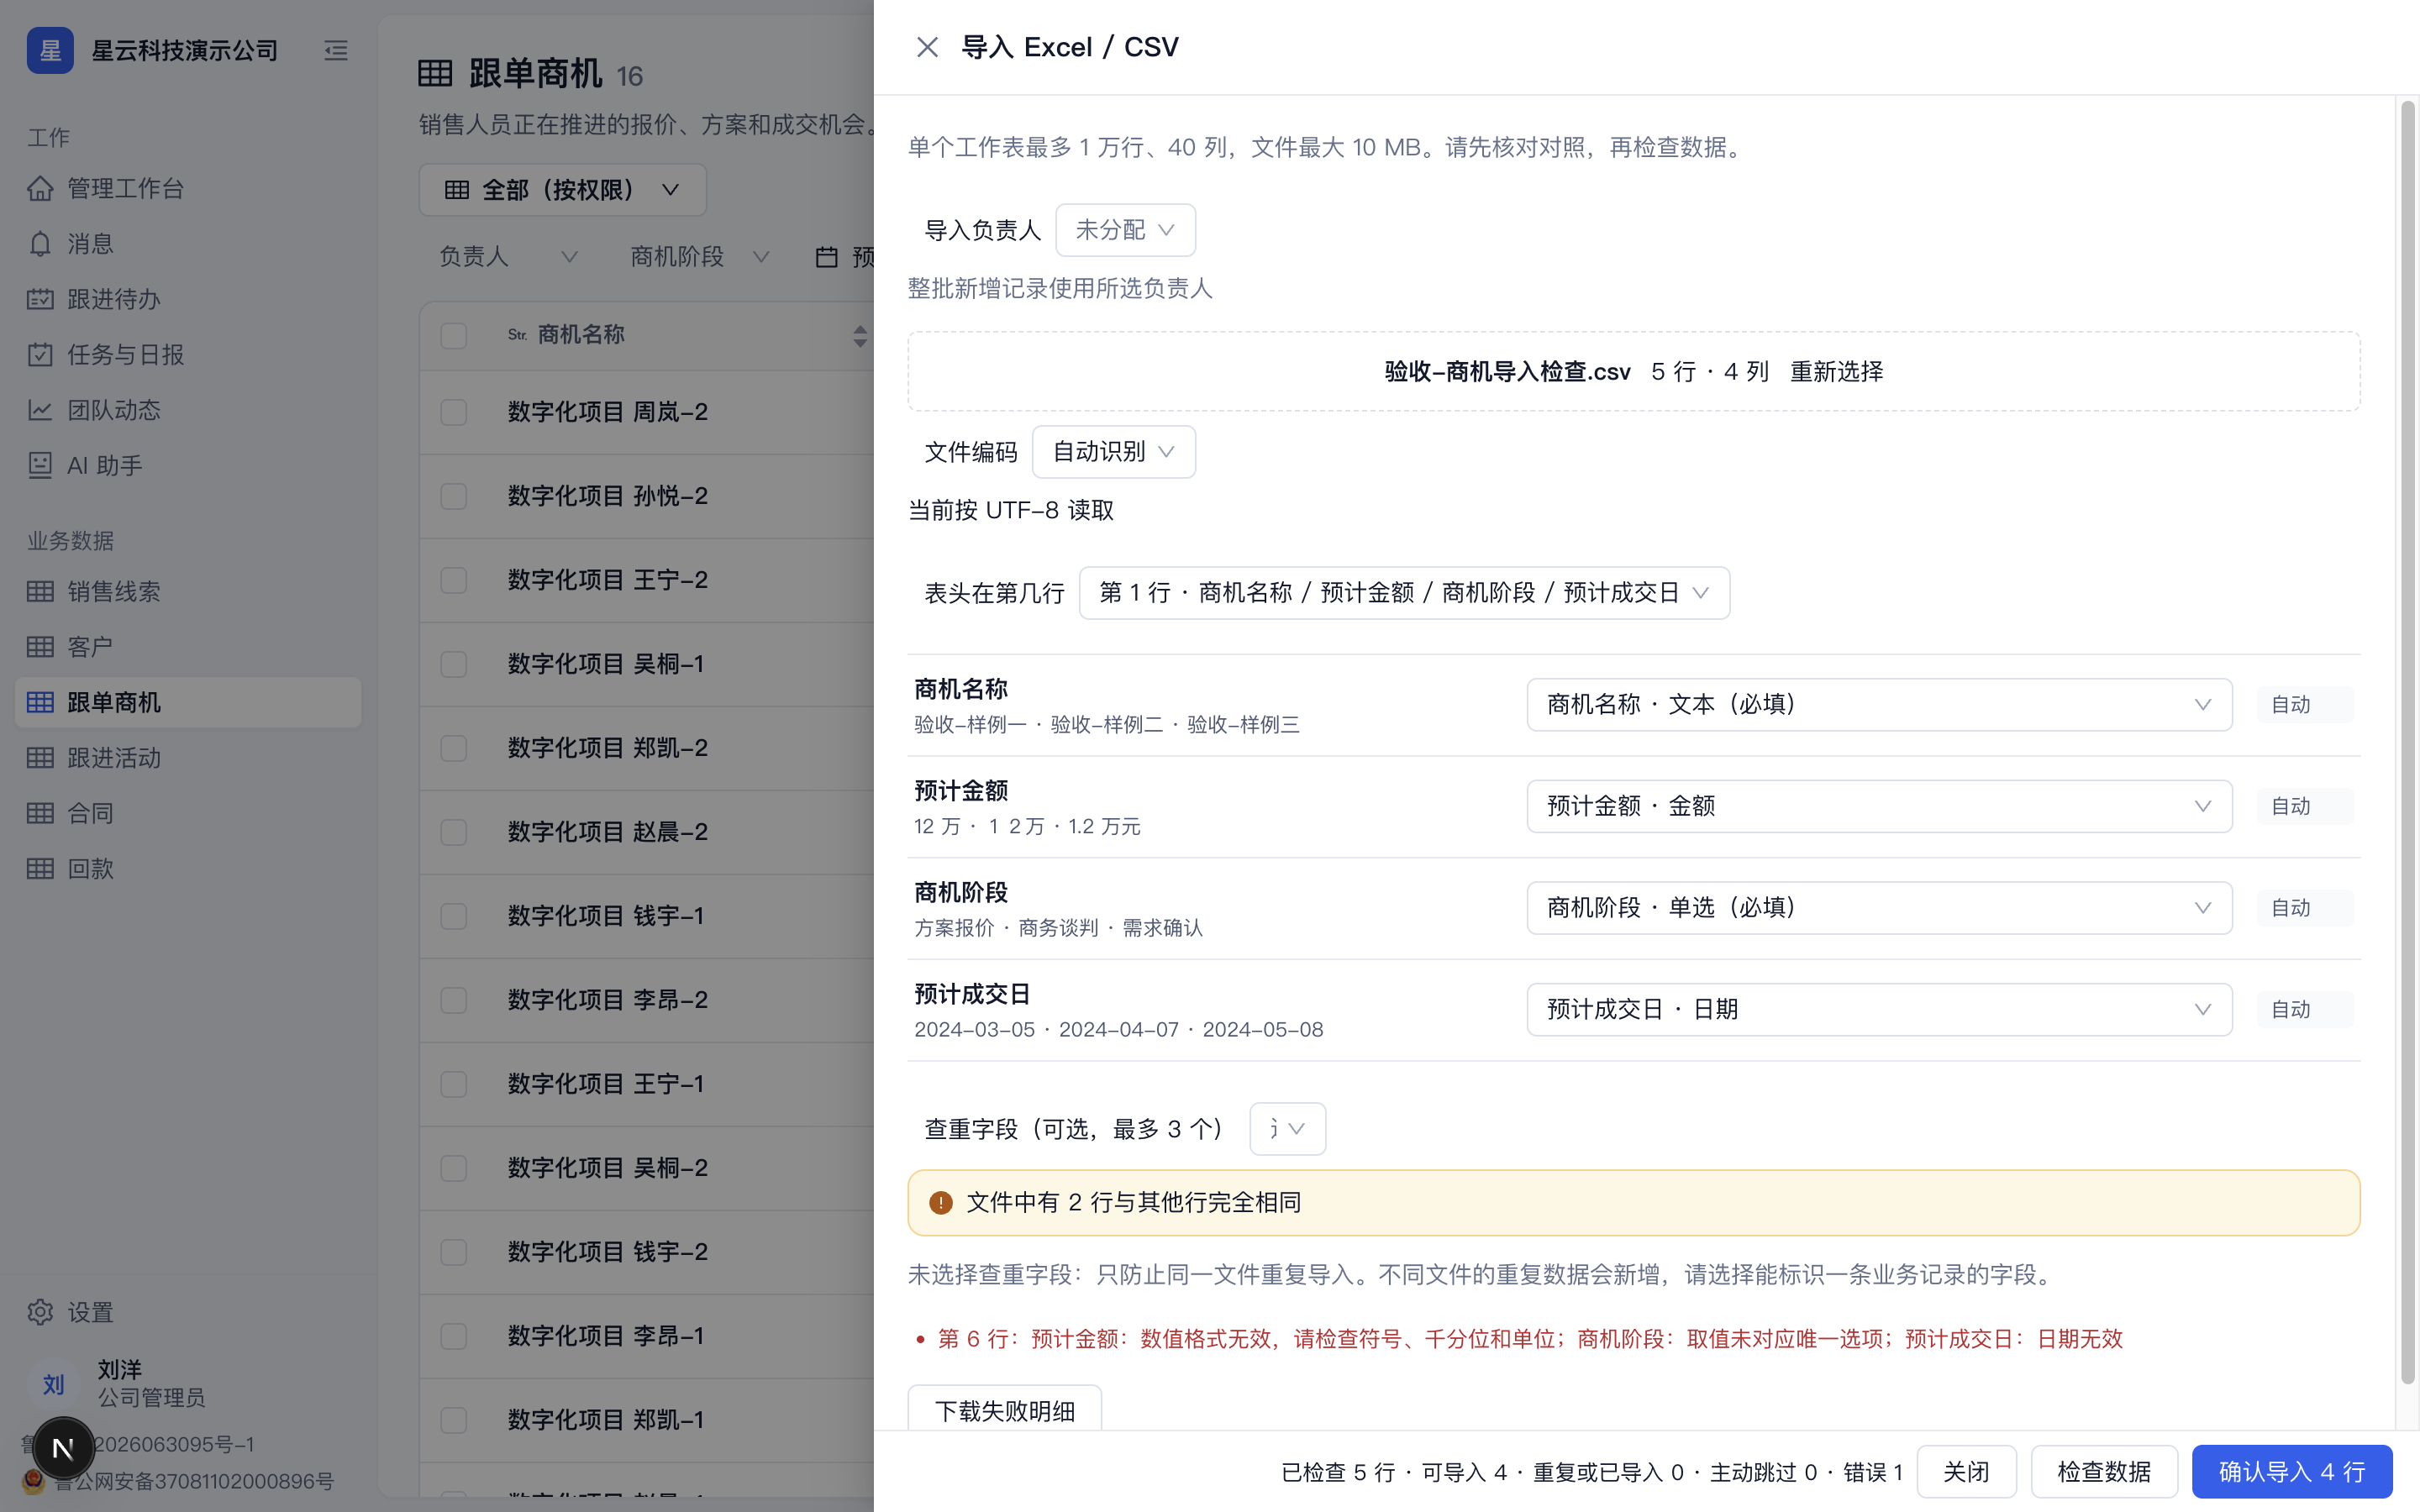 星 星云科技演示公司
工作
管理工作台
消息
跟进待办
任务与日报
团队动态
AI 助手
业务数据
销售线索
客户
跟单商机
跟进活动
合同
回款
设置
刘 刘洋
公司管理员
N
2026063095号-1
公网安备37081102000896号
跟单商机 16
销售人员正在推进的报价、方案和成交机会。
全部（按权限）
负责人 商机阶段 预
Str. 商机名称
数字化项目 周岚-2
数字化项目 孙悦-2
数字化项目 王宁-2
数字化项目 吴桐-1
数字化项目 郑凯-2
数字化项目 赵晨-2
数字化项目 钱宇-1
数字化项目 李昂-2
数字化项目 王宁-1
数字化项目 吴桐-2
数字化项目 钱宇-2
数字化项目 李昂-1
数字化项目 郑凯-1
导入 Excel / CSV
单个工作表最多 1 万行、40 列，文件最大 10 MB。请先核对对照，再检查数据。
导入负责人 未分配
整批新增记录使用所选负责人
验收-商机导入检查.csv 5 行 · 4 列 重新选择
文件编码 自动识别
当前按 UTF-8 读取
表头在第几行 第 1 行 · 商机名称 / 预计金额 / 商机阶段 / 预计成交日
商机名称
验收-样例一 · 验收-样例二 · 验收-样例三
商机名称 · 文本（必填） 自动
预计金额
12 万 · １２万 · 1.2 万元
预计金额 · 金额 自动
商机阶段
方案报价 · 商务谈判 · 需求确认
商机阶段 · 单选（必填） 自动
预计成交日
2024-03-05 · 2024-04-07 · 2024-05-08
预计成交日 · 日期 自动
查重字段（可选，最多 3 个）
文件中有 2 行与其他行完全相同
未选择查重字段：只防止同一文件重复导入。不同文件的重复数据会新增，请选择能标识一条业务记录的字段。
第 6 行：预计金额：数值格式无效，请检查符号、千分位和单位；商机阶段：取值未对应唯一选项；预计成交日：日期无效
下载失败明细
已检查 5 行 · 可导入 4 · 重复或已导入 0 · 主动跳过 0 · 错误 1 关闭 检查数据 确认导入 4 行